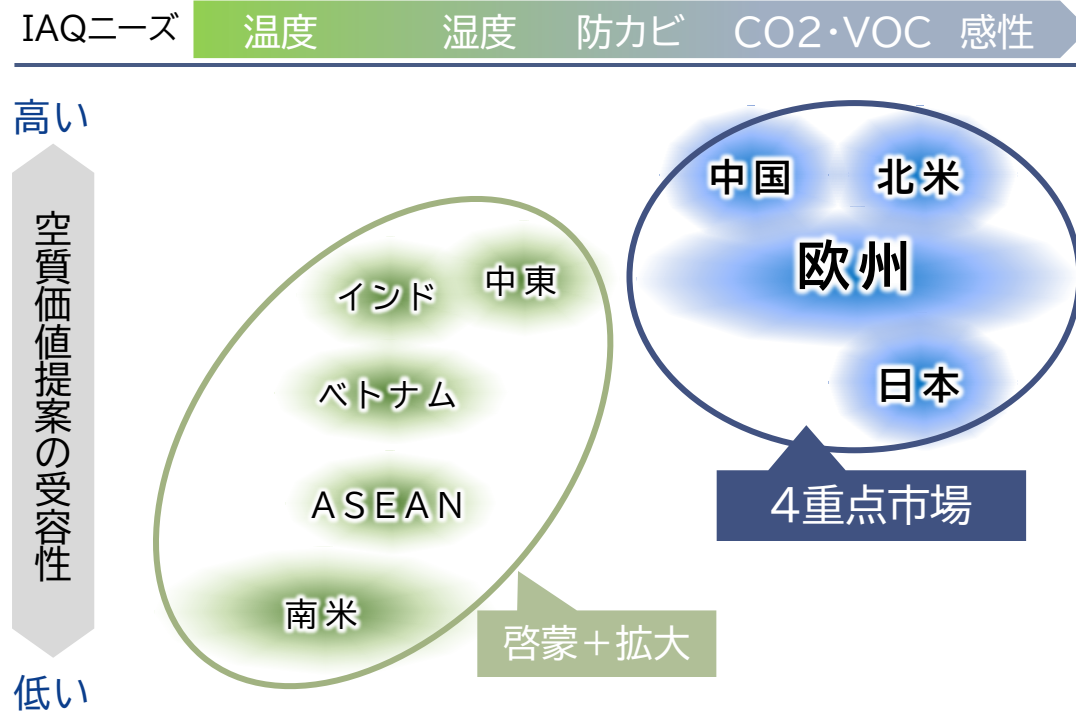 IAQニーズ 温度 湿度 防カビ CO2・VOC 感性
高い
空質価値提案の受容性
低い
中国 北米
欧州
日本
4重点市場
インド 中東
ベトナム
ASEAN
南米
啓蒙＋拡大